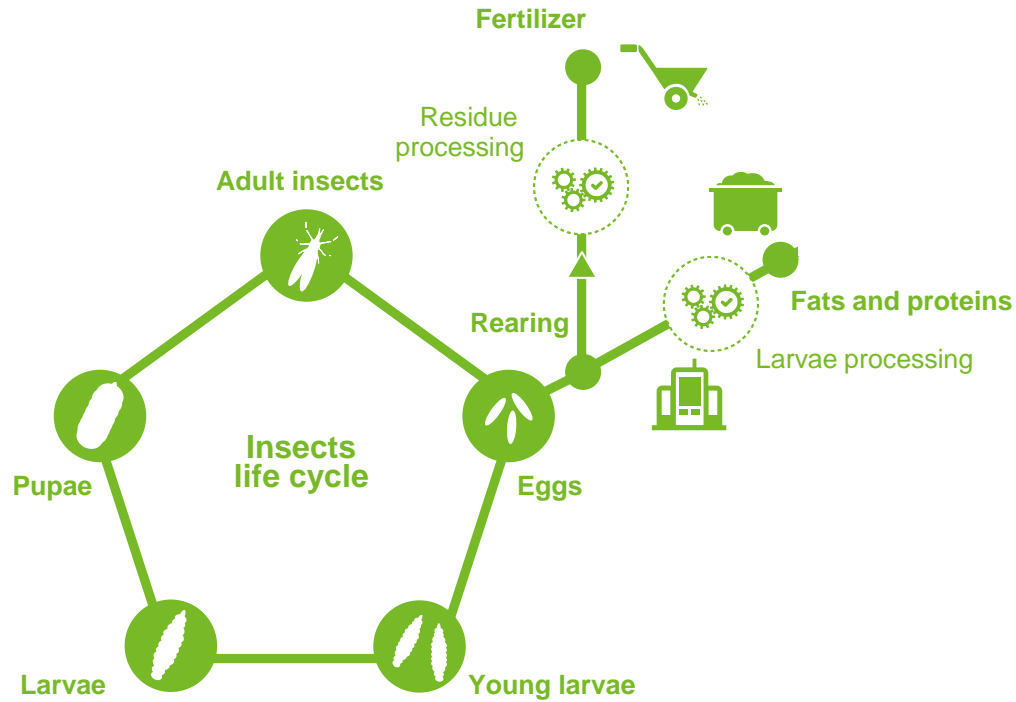 Fertilizer
Residue
processing
Adult insects
Fats and proteins
Rearing
Larvae processing
Insects
life cycle
Pupae
Eggs
Larvae
Young larvae